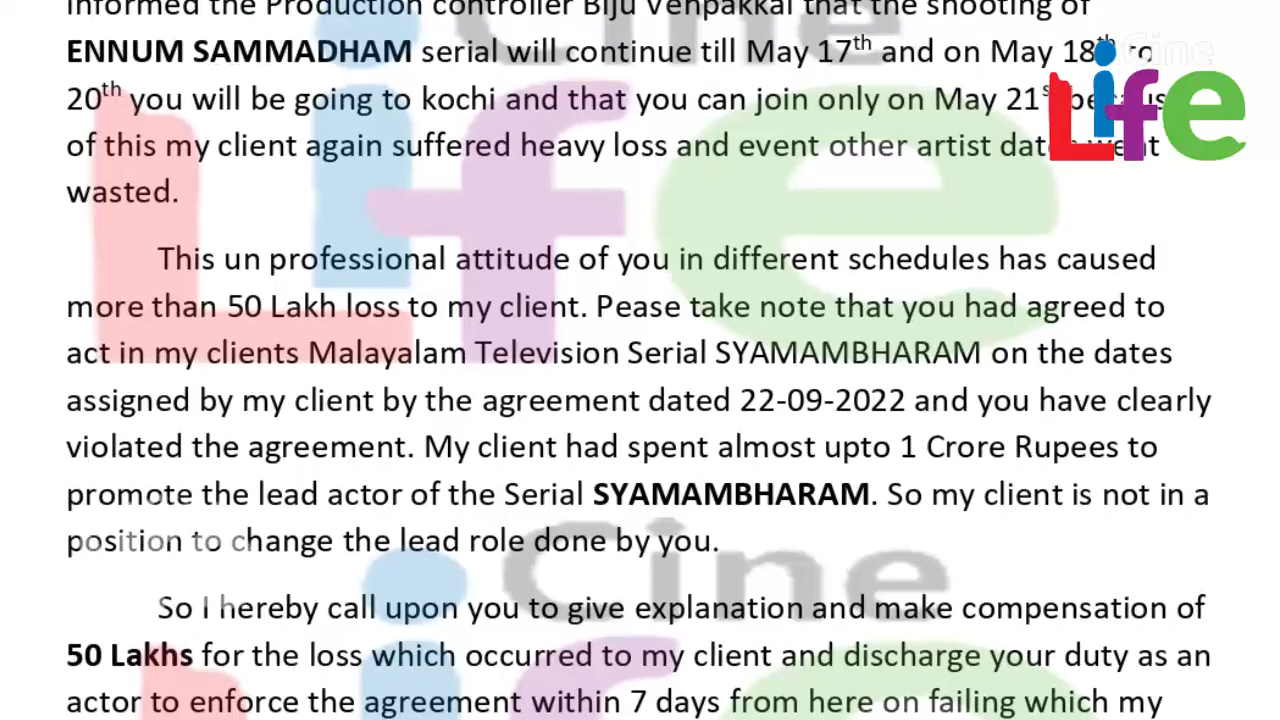 informed the Production controller Biju Venpakkal that the shooting of
ENNUM SAMMADHAM serial will continue till May 17th and on May 18th to
20th you will be going to kochi and that you can join only on May 21st because
of this my client again suffered heavy loss and event other artist dates went
wasted.
This un professional attitude of you in different schedules has caused
more than 50 Lakh loss to my client. Pease take note that you had agreed to
act in my clients Malayalam Television Serial SYAMAMBHARAM on the dates
assigned by my client by the agreement dated 22-09-2022 and you have clearly
violated the agreement. My client had spent almost upto 1 Crore Rupees to
promote the lead actor of the Serial SYAMAMBHARAM. So my client is not in a
position to change the lead role done by you.
So I hereby call upon you to give explanation and make compensation of
50 Lakhs for the loss which occurred to my client and discharge your duty as an
actor to enforce the agreement within 7 days from here on failing which my
Cine
Life
Cine
Life
Cine